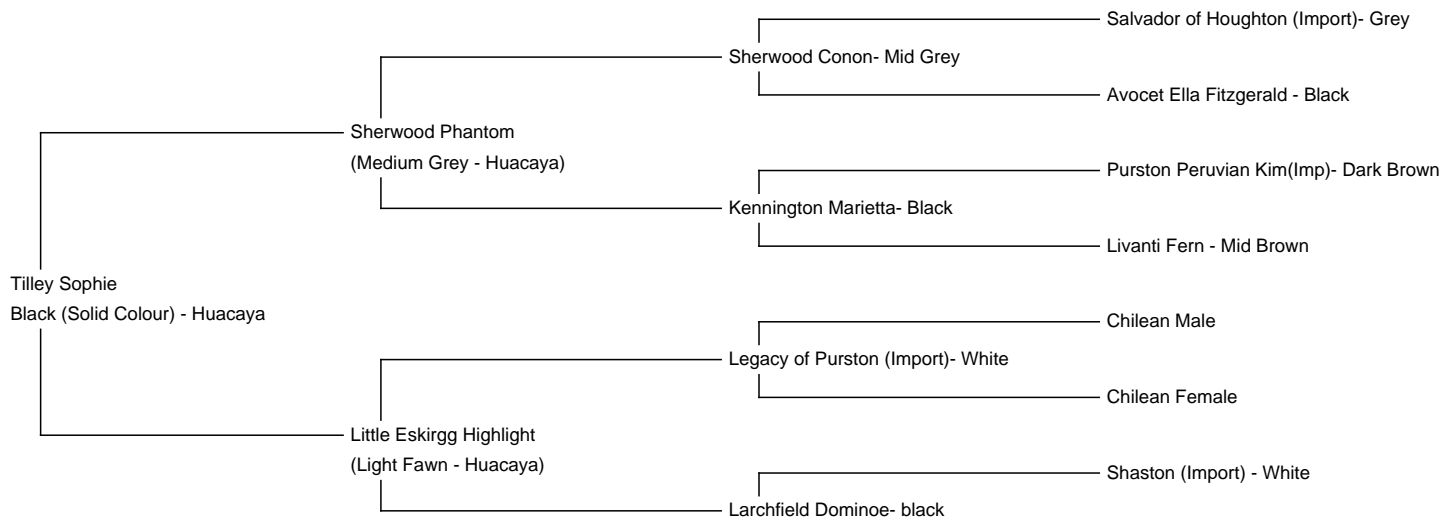 Salvador of Houghton (Import)- Grey
Sherwood Conon- Mid Grey
Avocet Ella Fitzgerald - Black
Sherwood Phantom
(Medium Grey - Huacaya)
Purston Peruvian Kim(Imp)- Dark Brown
Kennington Marietta- Black
Livanti Fern - Mid Brown
Tilley Sophie
Black (Solid Colour) - Huacaya
Chilean Male
Legacy of Purston (Import)- White
Chilean Female
Little Eskirgg Highlight
(Light Fawn - Huacaya)
Shaston (Import) - White
Larchfield Dominoe- black